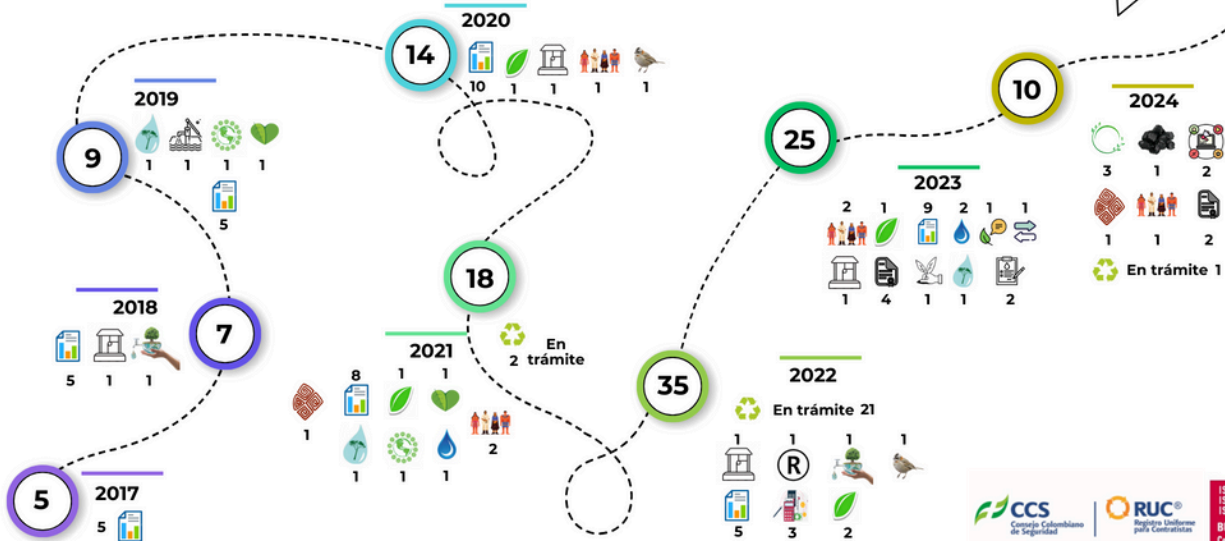 2020
14
10 1 1 1 1
2019
9
1 1 1 1
5
2018
7
5 1 1
5
2017
5
18
2021
En
2 trámite
8 1 1
1
2
1 1 1
35
2022
En trámite 21
1 1 1 1
R
5 3 2
25
2023
2 1 9 2 1 1
1 4 1 1 2
10
2024
3 1 2
1 1 2
En trámite 1
CCS
Consejo Colombiano
de Seguridad
RUC®
Registro Uniforme
para Contratistas